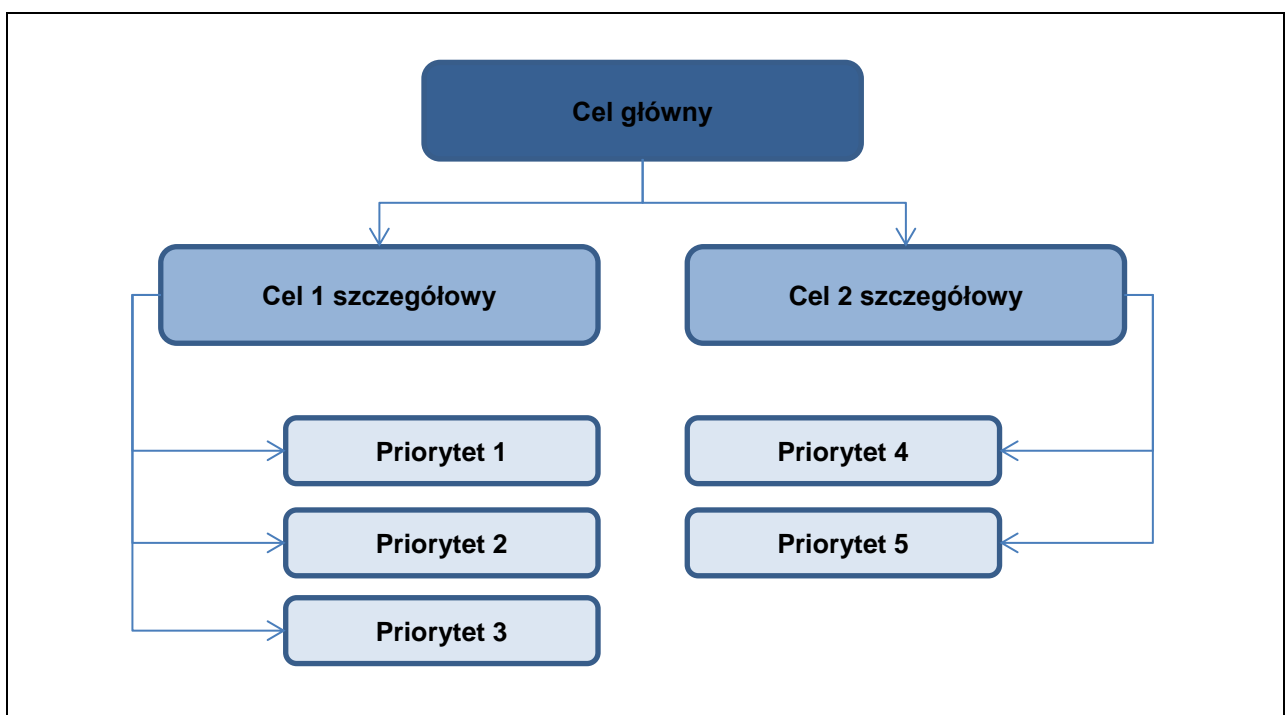 Cel główny
Cel 1 szczegółowy
Cel 2 szczegółowy
Priorytet 1
Priorytet 4
Priorytet 2
Priorytet 5
Priorytet 3